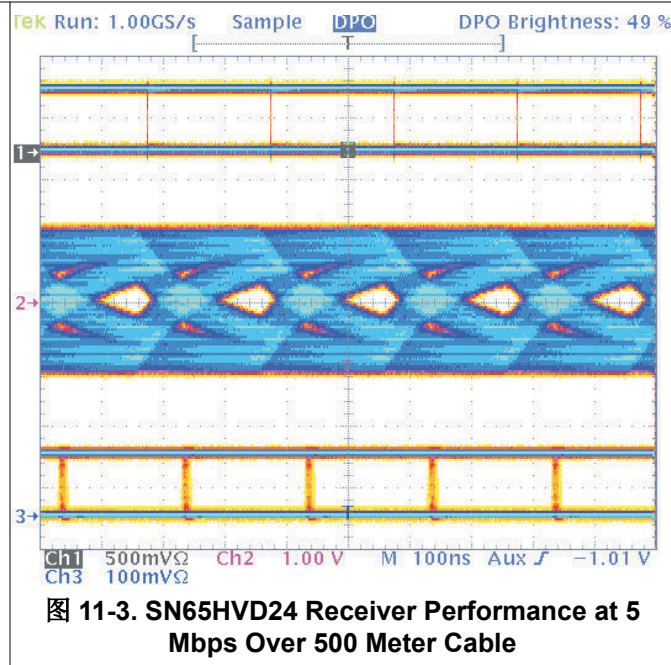 Tek Run: 1.00GS/s Sample DPO DPO Brightness: 49 %
[ T ]
1→
2→
3→
Ch1 500mVΩ Ch2 1.00 V M 100ns Aux ƒ −1.01 V
Ch3 100mVΩ
图 11-3. SN65HVD24 Receiver Performance at 5
Mbps Over 500 Meter Cable